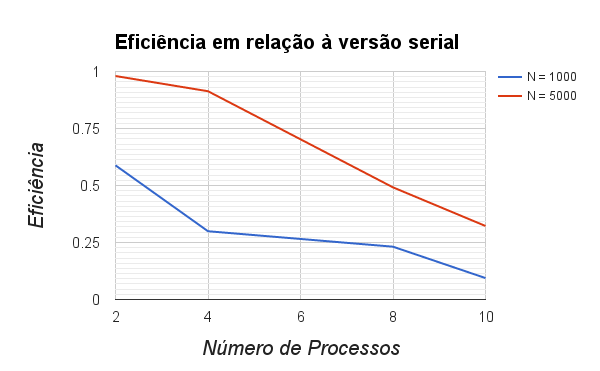 Eficiência em relação à versão serial
N = 1000
N = 5000
Eficiência
1
0.75
0.5
0.25
0
2 4 6 8 10
Número de Processos